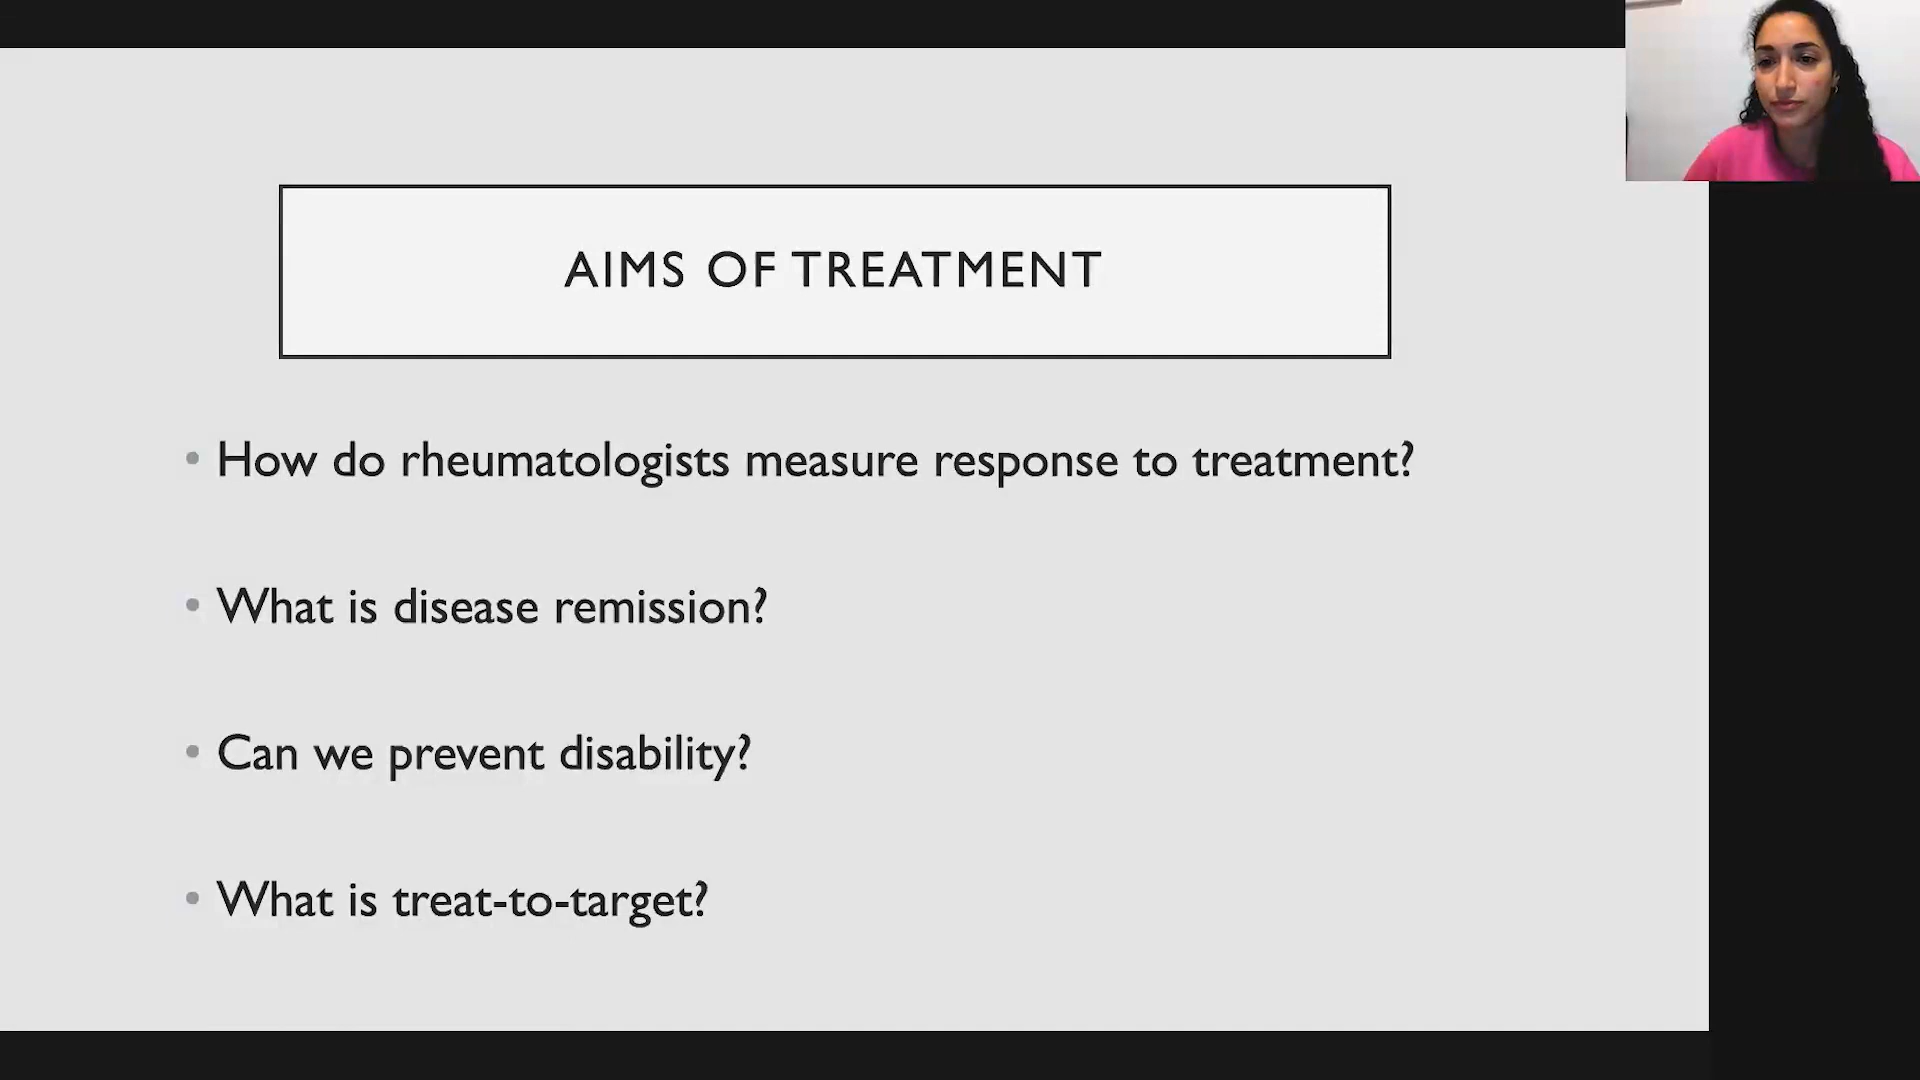 AIMS OF TREATMENT
• How do rheumatologists measure response to treatment?
• What is disease remission?
• Can we prevent disability?
• What is treat-to-target?